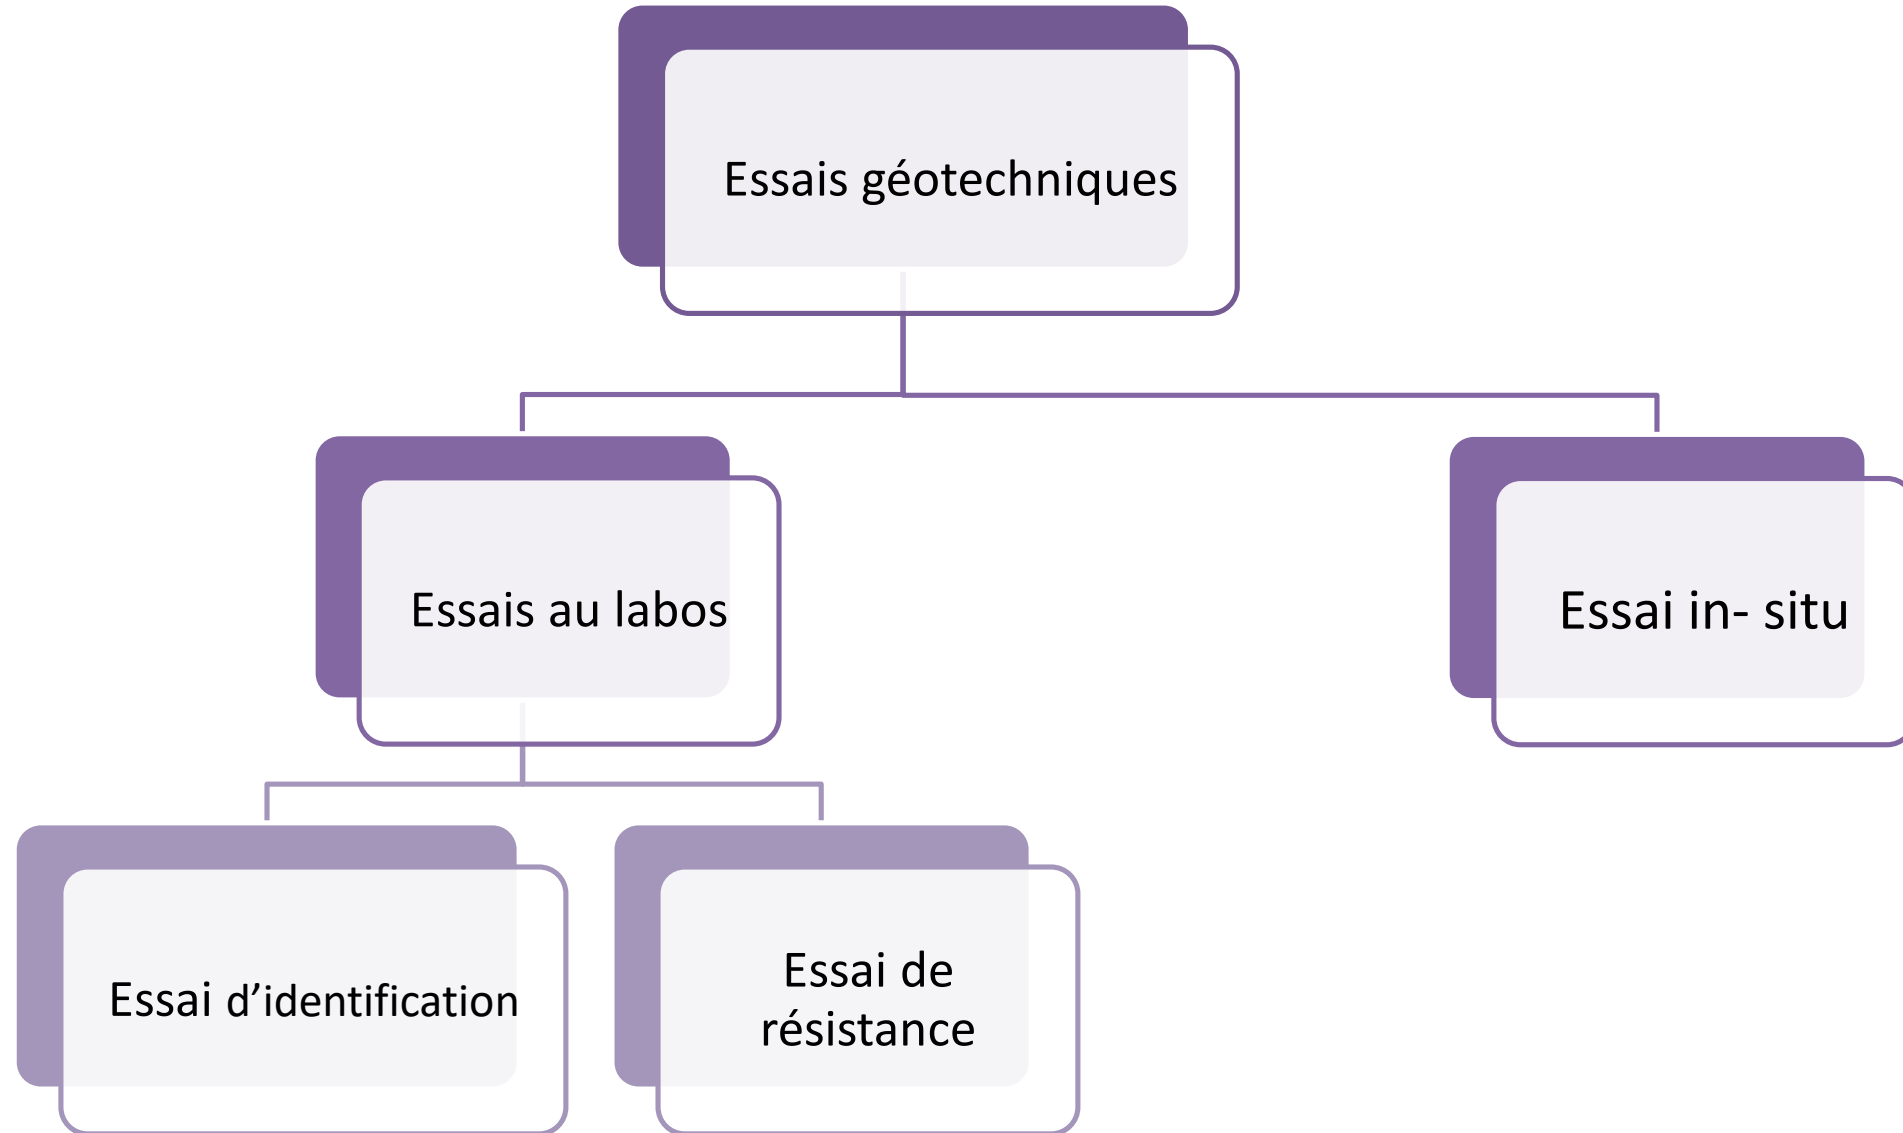 Essais géotechniques
Essais au labos
Essai in- situ
Essai d’identification
Essai de
résistance